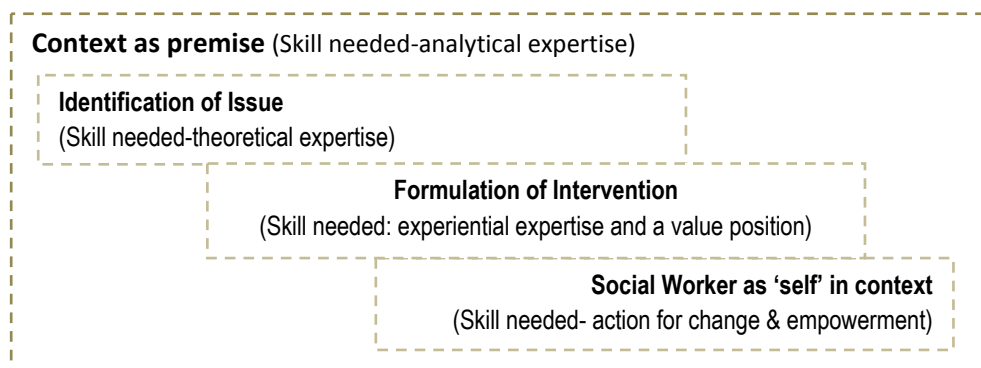 Context as premise (Skill needed-analytical expertise)
Identification of Issue
(Skill needed-theoretical expertise)
Formulation of Intervention
(Skill needed: experiential expertise and a value position)
Social Worker as ‘self’ in context
(Skill needed- action for change & empowerment)